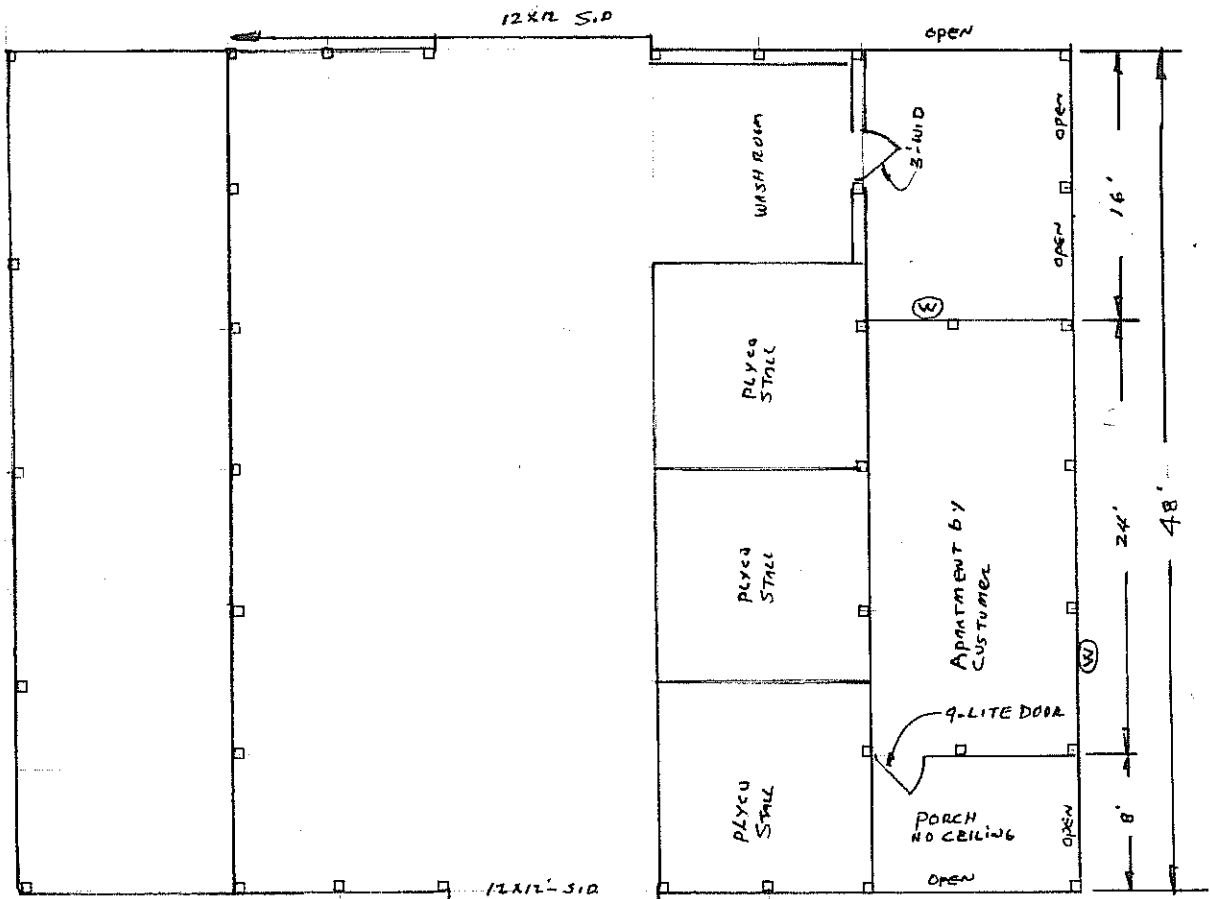 12X12 S.D
OPEN
WASH ROOM
3'-WID
OPEN
OPEN
16'
W
PLYCO
STALL
PLYCO
STALL
APARTMENT BY
CUSTUMER
24'
48'
W
9-LITE DOOR
PLYCO
STALL
PORCH
NO CEILING
OPEN
8'
12X12'-S.D.
OPEN